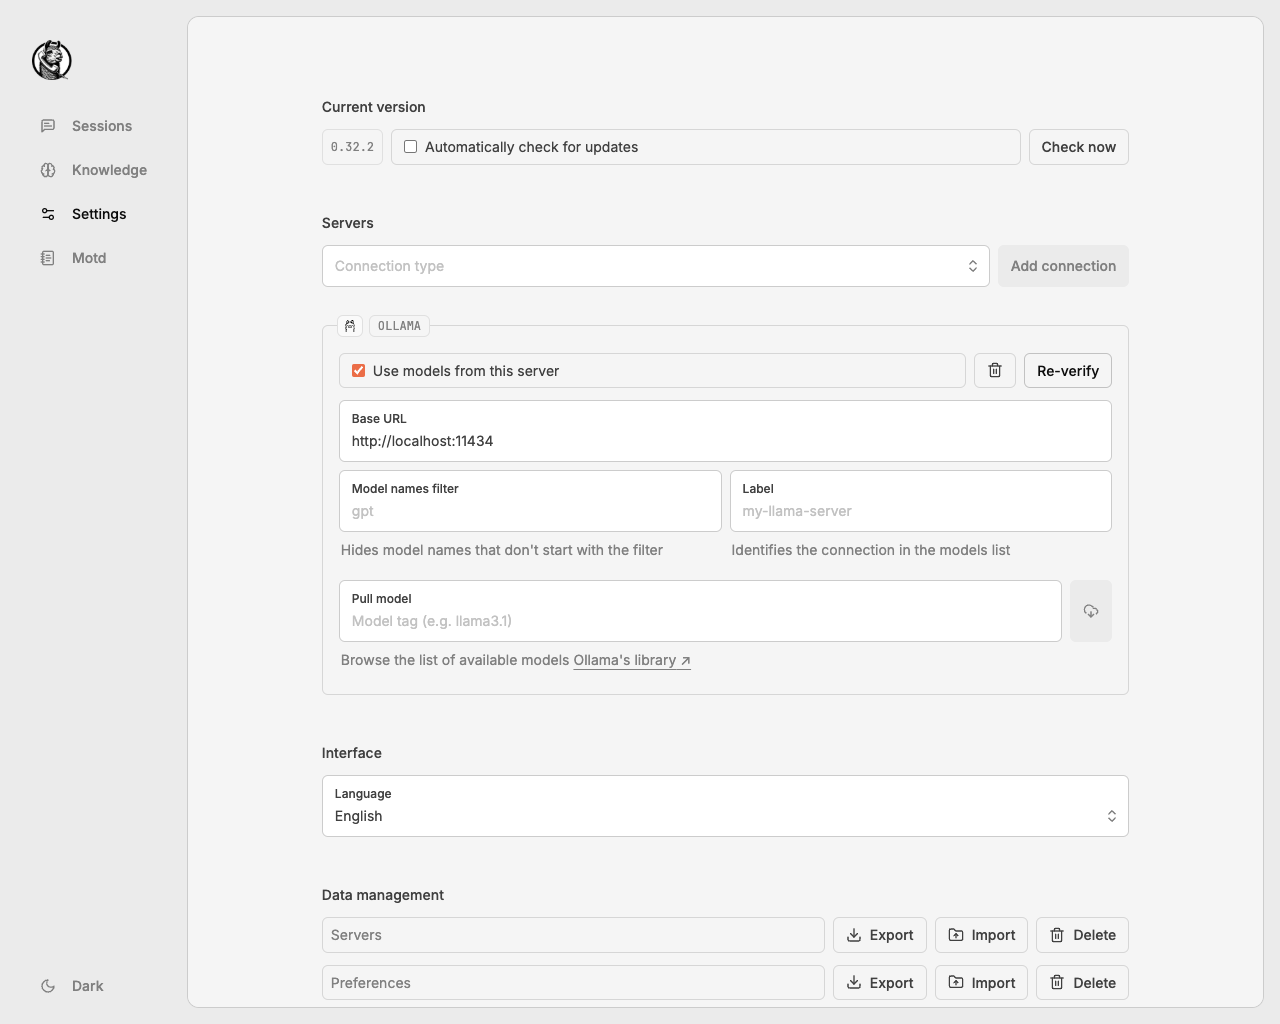 Sessions
Knowledge
Settings
Motd
Dark
Current version
0.32.2
Automatically check for updates
Check now
Servers
Connection type
Add connection
OLLAMA
Use models from this server
Re-verify
Base URL
http://localhost:11434
Model names filter
gpt
Hides model names that don't start with the filter
Label
my-llama-server
Identifies the connection in the models list
Pull model
Model tag (e.g. llama3.1)
Browse the list of available models Ollama's library ↗
Interface
Language
English
Data management
Servers
Export
Import
Delete
Preferences
Export
Import
Delete